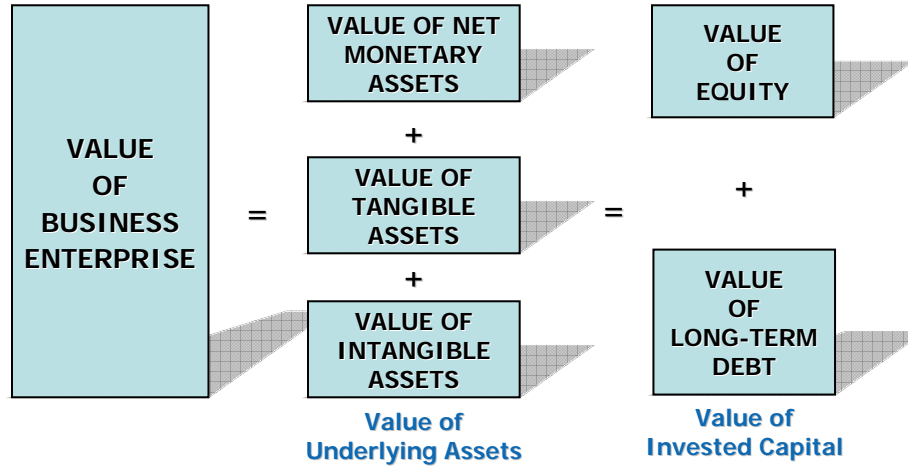 VALUE
OF
BUSINESS
ENTERPRISE
=
VALUE OF NET
MONETARY
ASSETS
+
VALUE OF
TANGIBLE
ASSETS
+
VALUE OF
INTANGIBLE
ASSETS
Value of
Underlying Assets
=
VALUE
OF
EQUITY
+
VALUE
OF
LONG-TERM
DEBT
Value of
Invested Capital